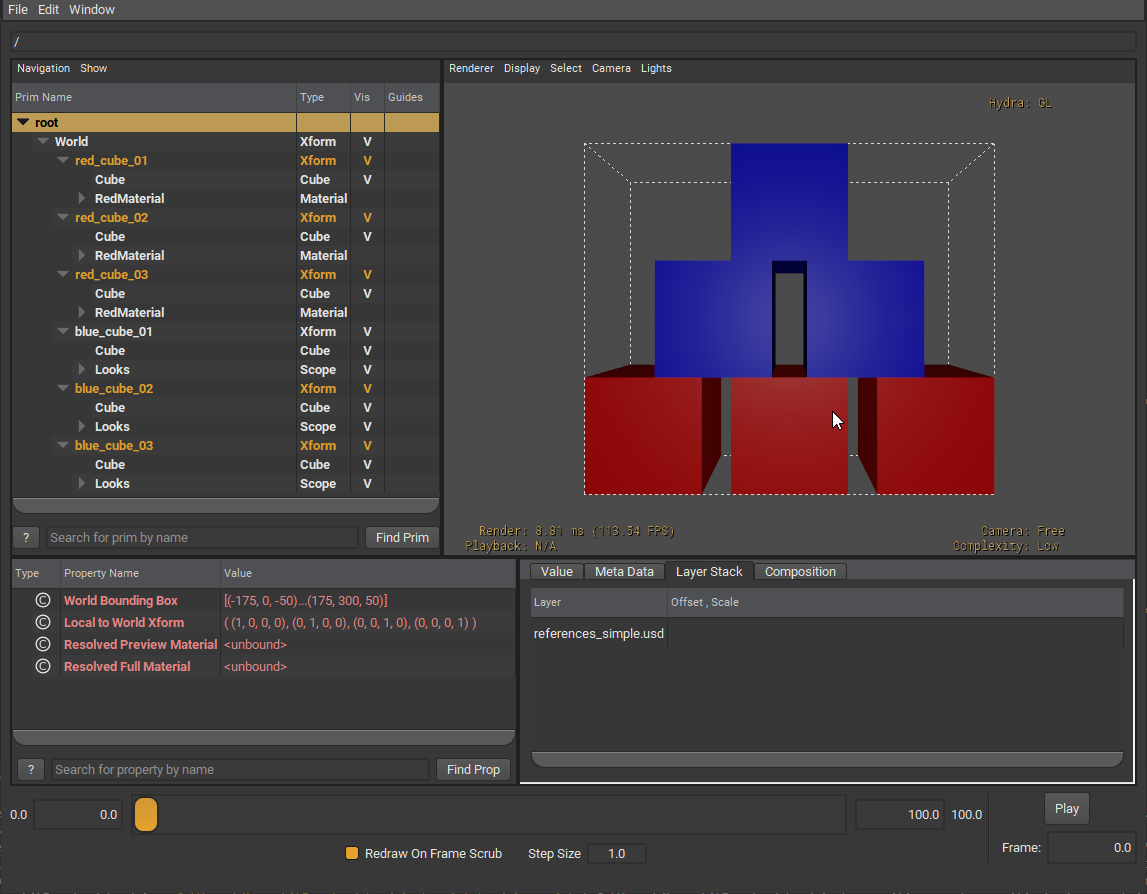 File Edit Window
/
Navigation Show
Prim Name Type Vis Guides
root
World Xform V
red_cube_01 Xform V
Cube Cube V
RedMaterial Material
red_cube_02 Xform V
Cube Cube V
RedMaterial Material
red_cube_03 Xform V
Cube Cube V
RedMaterial Material
blue_cube_01 Xform V
Cube Cube V
Looks Scope V
blue_cube_02 Xform V
Cube Cube V
Looks Scope V
blue_cube_03 Xform V
Cube Cube V
Looks Scope V
? Search for prim by name Find Prim
Renderer Display Select Camera Lights
Hydra: GL
Render: 8.81 ms (113.54 FPS)
Playback: N/A
Camera: Free
Complexity: Low
Type Property Name Value
© World Bounding Box [(-175, 0, -50)...(175, 300, 50)]
© Local to World Xform ( (1, 0, 0, 0), (0, 1, 0, 0), (0, 0, 1, 0), (0, 0, 0, 1) )
© Resolved Preview Material <unbound>
© Resolved Full Material <unbound>
? Search for property by name Find Prop
Value Meta Data Layer Stack Composition
Layer Offset , Scale
references_simple.usd
0.0 0.0 100.0 100.0 Play
Redraw On Frame Scrub Step Size 1.0 Frame: 0.0